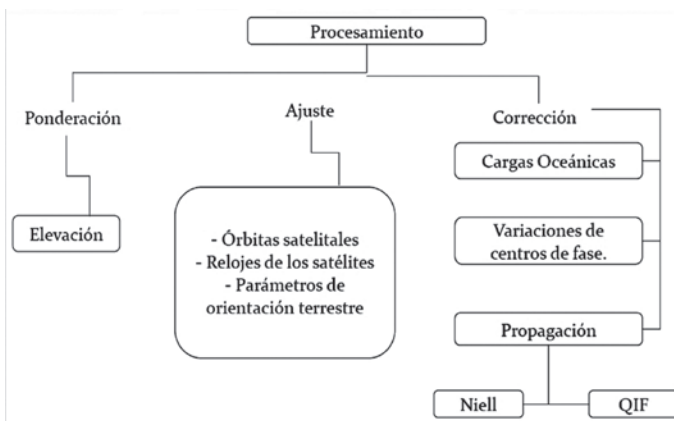 Procesamiento
Ponderación
Ajuste
Corrección
Cargas Oceánicas
Elevación
- Órbitas satelitales
- Relojes de los satélites
- Parámetros de
orientación terrestre
Variaciones de
centros de fase.
Propagación
Niell
QIF